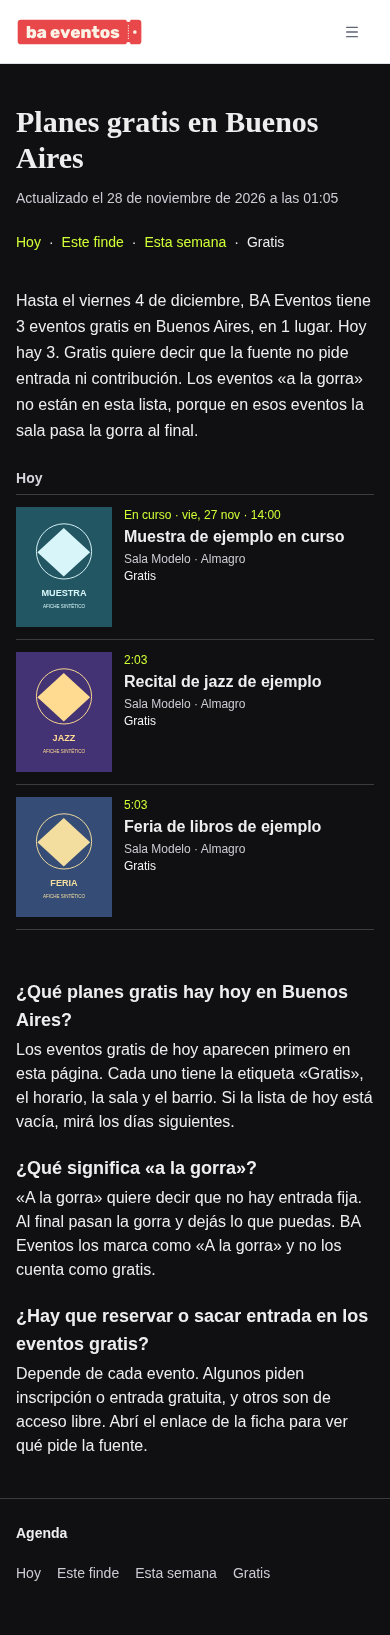 ba eventos
Planes gratis en Buenos
Aires
Actualizado el 28 de noviembre de 2026 a las 01:05
Hoy · Este finde · Esta semana · Gratis
Hasta el viernes 4 de diciembre, BA Eventos tiene
3 eventos gratis en Buenos Aires, en 1 lugar. Hoy
hay 3. Gratis quiere decir que la fuente no pide
entrada ni contribución. Los eventos «a la gorra»
no están en esta lista, porque en esos eventos la
sala pasa la gorra al final.
Hoy
MUESTRA
AFICHE SINTÉTICO
En curso · vie, 27 nov · 14:00
Muestra de ejemplo en curso
Sala Modelo · Almagro
Gratis
JAZZ
AFICHE SINTÉTICO
2:03
Recital de jazz de ejemplo
Sala Modelo · Almagro
Gratis
FERIA
AFICHE SINTÉTICO
5:03
Feria de libros de ejemplo
Sala Modelo · Almagro
Gratis
¿Qué planes gratis hay hoy en Buenos
Aires?
Los eventos gratis de hoy aparecen primero en
esta página. Cada uno tiene la etiqueta «Gratis»,
el horario, la sala y el barrio. Si la lista de hoy está
vacía, mirá los días siguientes.
¿Qué significa «a la gorra»?
«A la gorra» quiere decir que no hay entrada fija.
Al final pasan la gorra y dejás lo que puedas. BA
Eventos los marca como «A la gorra» y no los
cuenta como gratis.
¿Hay que reservar o sacar entrada en los
eventos gratis?
Depende de cada evento. Algunos piden
inscripción o entrada gratuita, y otros son de
acceso libre. Abrí el enlace de la ficha para ver
qué pide la fuente.
Agenda
Hoy Este finde Esta semana Gratis